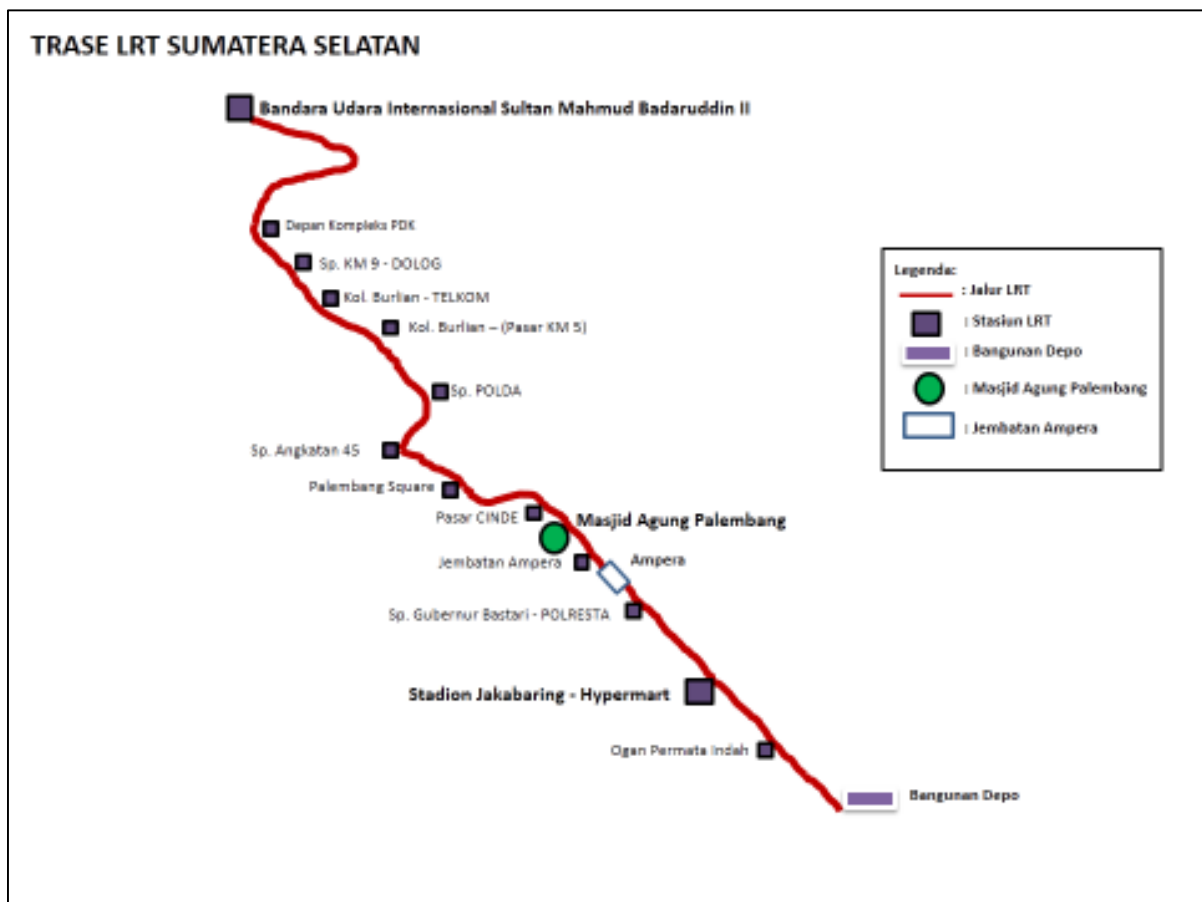 TRASE LRT SUMATERA SELATAN
Bandara Udara Internasional Sultan Mahmud Badaruddin II
Depan Kompleks PDK
Sp. KM 9 - DOLOG
Kol. Burlian - TELKOM
Kol. Burlian – (Pasar KM 5)
Sp. POLDA
Sp. Angkatan 45
Palembang Square
Pasar CINDE
Masjid Agung Palembang
Jembatan Ampera
Ampera
Sp. Gubernur Bastari - POLRESTA
Stadion Jakabaring - Hypermart
Ogan Permata Indah
Bangunan Depo
Legenda:
: Jalur LRT
: Stasiun LRT
: Bangunan Depo
: Masjid Agung Palembang
: Jembatan Ampera